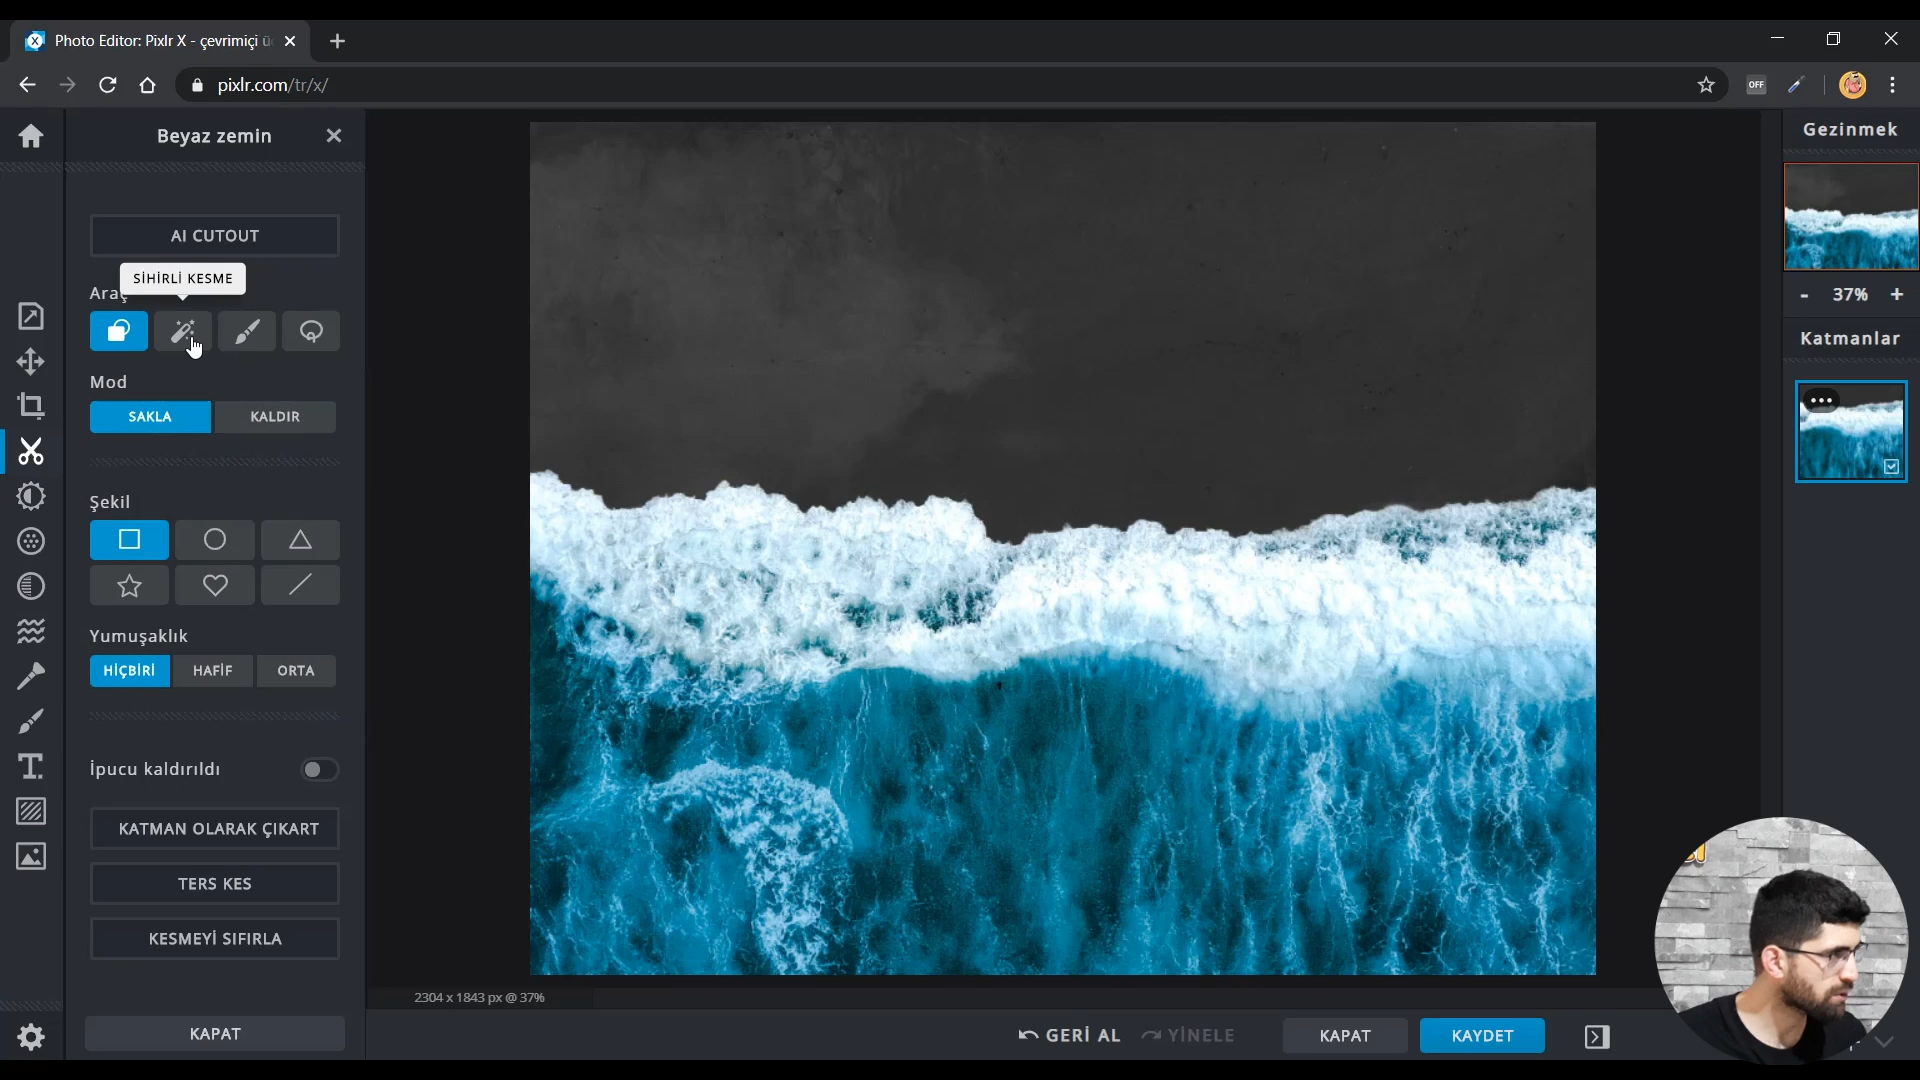 Photo Editor: Pixlr X - çevrimiçi ü
pixlr.com/tr/x/
OFF
Beyaz zemin
Gezinmek
AI CUTOUT
SİHİRLİ KESME
Araç
- 37% +
Katmanlar
Mod
SAKLA
KALDIR
Şekil
Yumuşaklık
HİÇBİRİ
HAFİF
ORTA
İpucu kaldırıldı
KATMAN OLARAK ÇIKART
TERS KES
KESMEYİ SIFIRLA
2304 x 1843 px @ 37%
KAPAT
GERİ AL
YİNELE
KAPAT
KAYDET